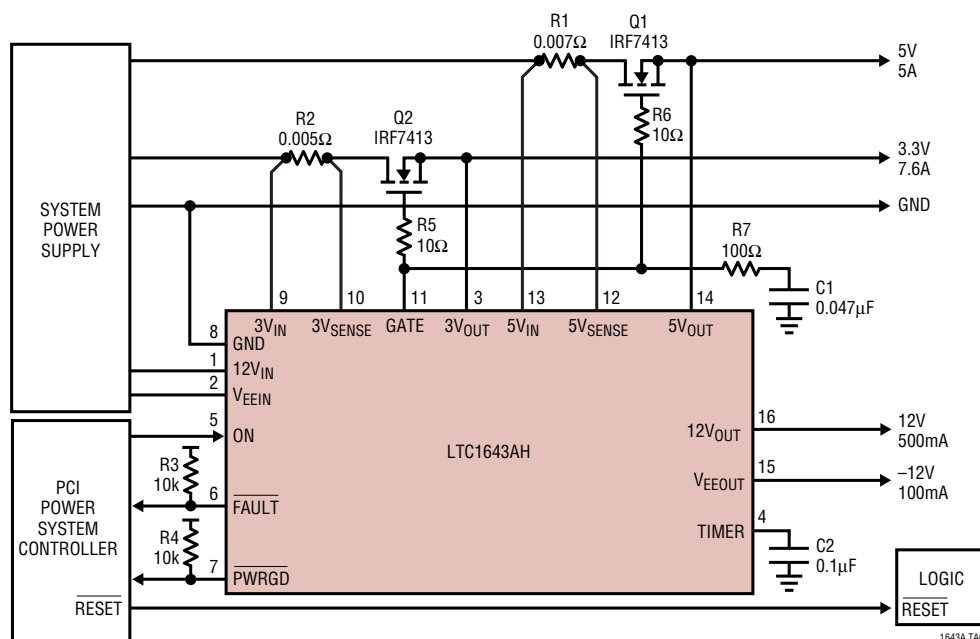 R1
0.007Ω
Q1
IRF7413
5V
5A
R2
0.005Ω
Q2
IRF7413
R6
10Ω
3.3V
7.6A
SYSTEM
POWER
SUPPLY
GND
R5
10Ω
R7
100Ω
C1
0.047µF
9
10
11
3
13
12
14
3VIN
3VSENSE
GATE
3VOUT
5VIN
5VSENSE
5VOUT
8
GND
1
12VIN
2
VEEIN
5
ON
LTC1643AH
16
12VOUT
12V
500mA
15
VEEOUT
–12V
100mA
PCI
POWER
SYSTEM
CONTROLLER
R3
10k
6
FAULT
R4
10k
7
PWRGD
4
TIMER
C2
0.1µF
RESET
LOGIC
RESET